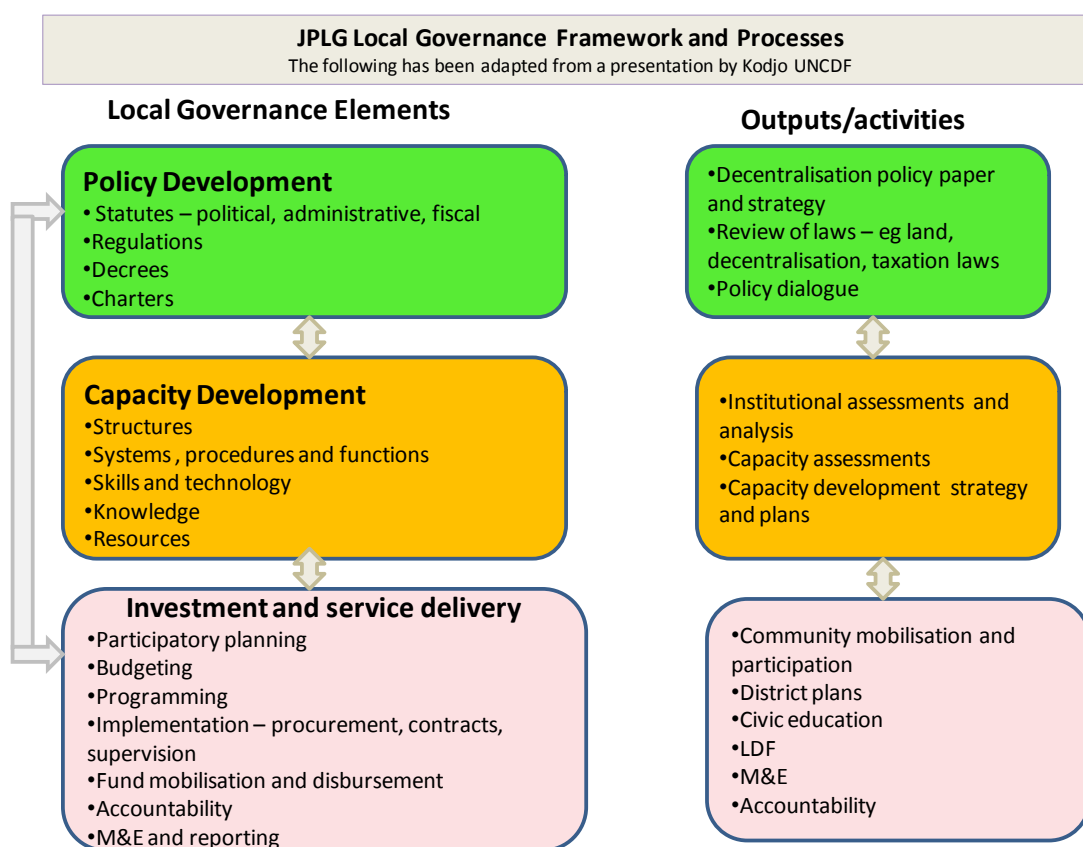 JPLG Local Governance Framework and Processes
The following has been adapted from a presentation by Kodjo UNCDF
Local Governance Elements
Policy Development
• Statutes – political, administrative, fiscal
•Regulations
•Decrees
•Charters
Capacity Development
•Structures
•Systems , procedures and functions
•Skills and technology
•Knowledge
•Resources
Investment and service delivery
•Participatory planning
•Budgeting
•Programming
•Implementation – procurement, contracts,
supervision
•Fund mobilisation and disbursement
•Accountability
•M&E and reporting
Outputs/activities
•Decentralisation policy paper
and strategy
•Review of laws – eg land,
decentralisation, taxation laws
•Policy dialogue
•Institutional assessments and
analysis
•Capacity assessments
•Capacity development strategy
and plans
•Community mobilisation and
participation
•District plans
•Civic education
•LDF
•M&E
•Accountability